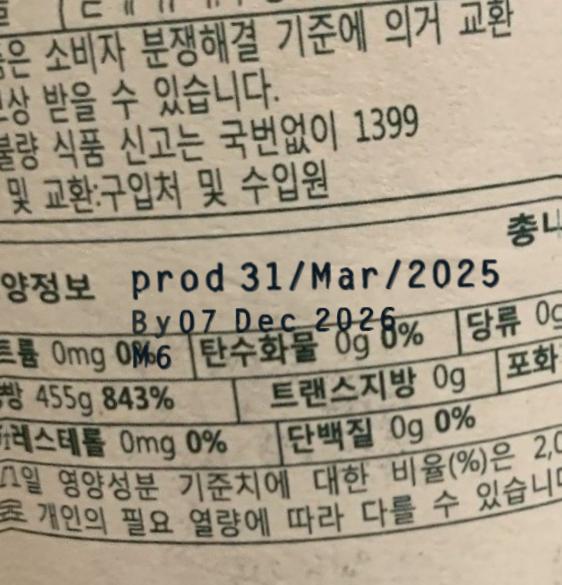 은 소비자 분쟁해결 기준에 의거 교환
상 받을 수 있습니다.
불량 식품 신고는 국번없이 1399
및 교환:구입처 및 수입원
총
양정보 prod 31/Mar/2025
By07 Dec 2026
트륨 0mg 0% M6 탄수화물 0g 0% 당류 0g
방 455g 843% 트랜스지방 0g 포화
레스테롤 0mg 0% 단백질 0g 0%
1일 영양성분 기준치에 대한 비율(%)은 2,0
개인의 필요 열량에 따라 다를 수 있습니다